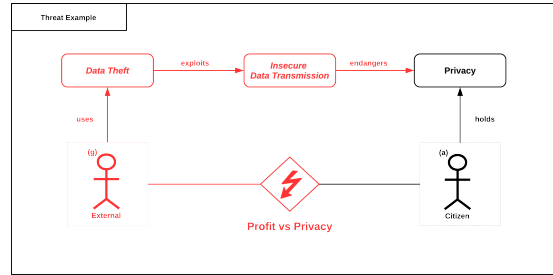 Threat Example
Data Theft
exploits
Insecure
Data Transmission
endangers
Privacy
uses
holds
(g)
External
(a)
Citizen
Profit vs Privacy